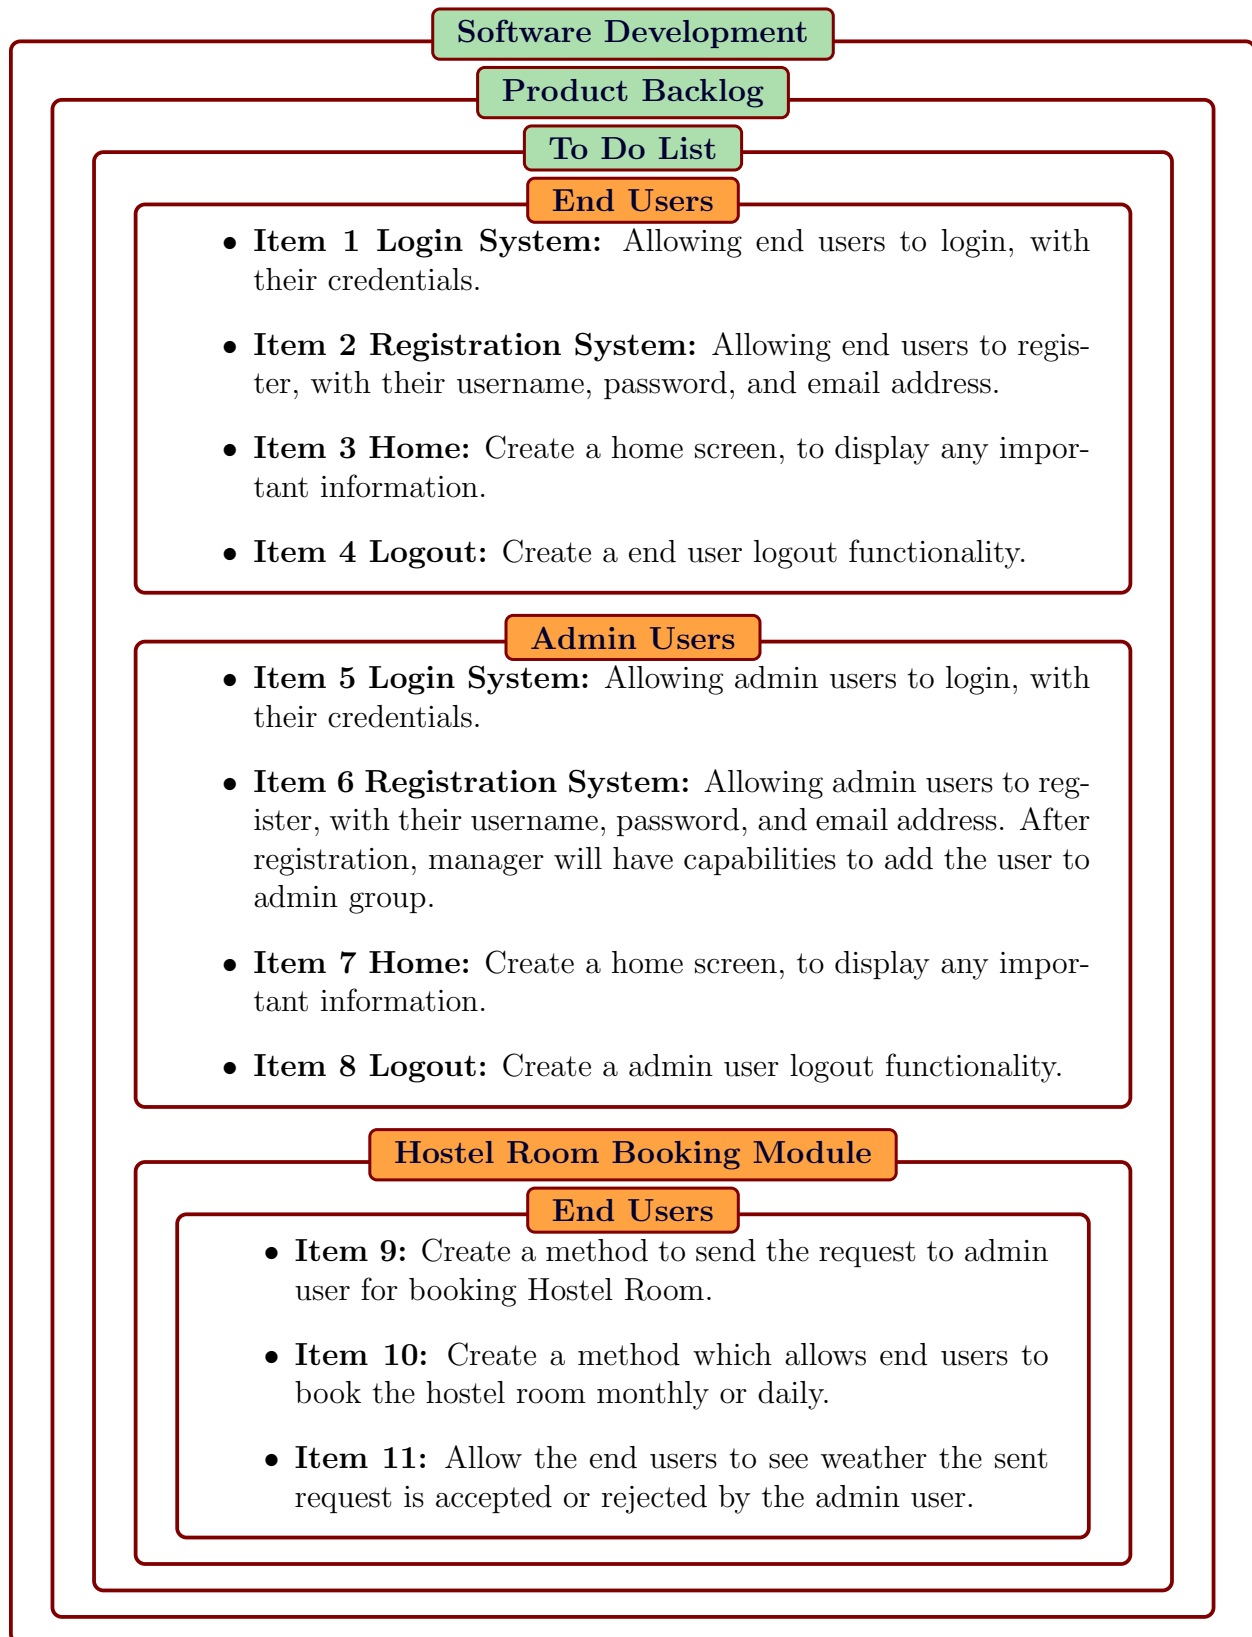 Software Development
Product Backlog
To Do List
End Users
• Item 1 Login System: Allowing end users to login, with
their credentials.
• Item 2 Registration System: Allowing end users to regis-
ter, with their username, password, and email address.
• Item 3 Home: Create a home screen, to display any impor-
tant information.
• Item 4 Logout: Create a end user logout functionality.
Admin Users
• Item 5 Login System: Allowing admin users to login, with
their credentials.
• Item 6 Registration System: Allowing admin users to reg-
ister, with their username, password, and email address. After
registration, manager will have capabilities to add the user to
admin group.
• Item 7 Home: Create a home screen, to display any impor-
tant information.
• Item 8 Logout: Create a admin user logout functionality.
Hostel Room Booking Module
End Users
• Item 9: Create a method to send the request to admin
user for booking Hostel Room.
• Item 10: Create a method which allows end users to
book the hostel room monthly or daily.
• Item 11: Allow the end users to see weather the sent
request is accepted or rejected by the admin user.